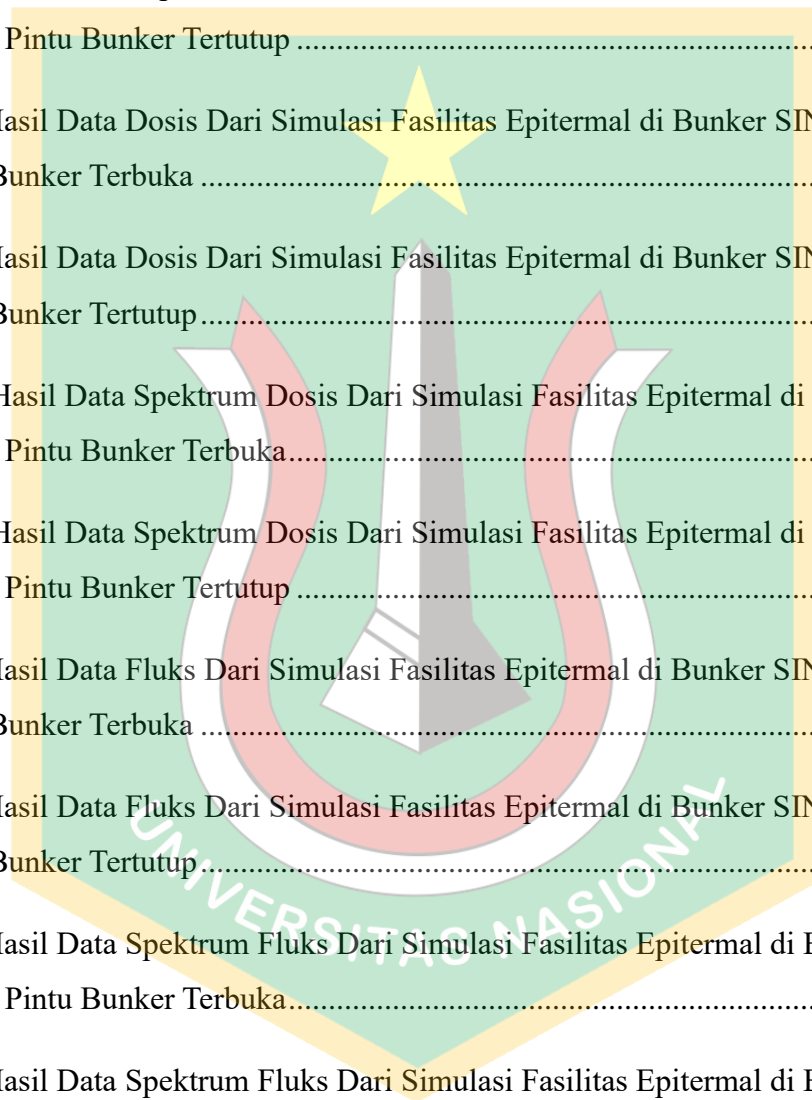 Pintu Bunker Tertutup ................................................................
Hasil Data Dosis Dari Simulasi Fasilitas Epitermal di Bunker SIN
Bunker Terbuka ............................................................................
Hasil Data Dosis Dari Simulasi Fasilitas Epitermal di Bunker SIN
Bunker Tertutup ............................................................................
Hasil Data Spektrum Dosis Dari Simulasi Fasilitas Epitermal di
Pintu Bunker Terbuka..................................................................
Hasil Data Spektrum Dosis Dari Simulasi Fasilitas Epitermal di
Pintu Bunker Tertutup ................................................................
Hasil Data Fluks Dari Simulasi Fasilitas Epitermal di Bunker SIN
Bunker Terbuka ............................................................................
Hasil Data Fluks Dari Simulasi Fasilitas Epitermal di Bunker SIN
Bunker Tertutup ............................................................................
Hasil Data Spektrum Fluks Dari Simulasi Fasilitas Epitermal di B
Pintu Bunker Terbuka..................................................................
Hasil Data Spektrum Fluks Dari Simulasi Fasilitas Epitermal di B
UNIVERSITAS NASIONAL